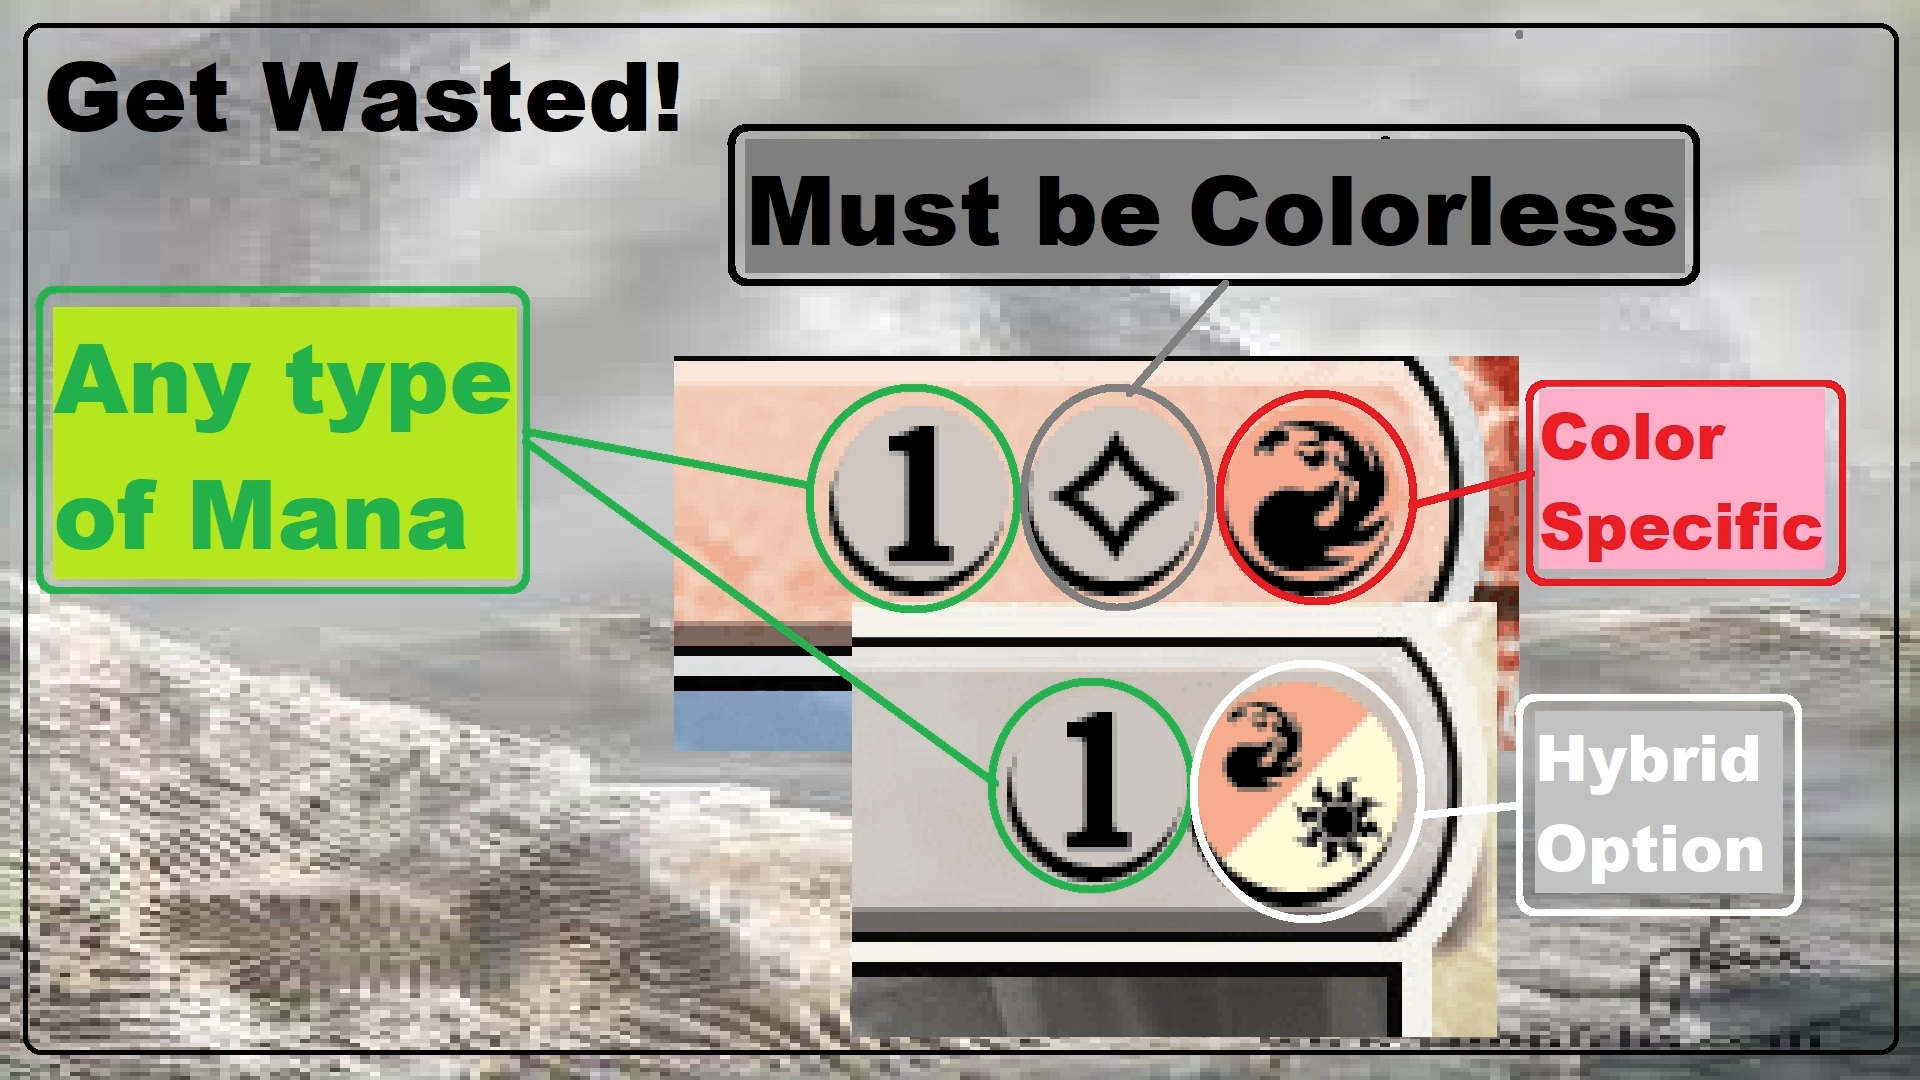 Get Wasted!
Must be Colorless
Any type
of Mana
1
Color
Specific
1
Hybrid
Option